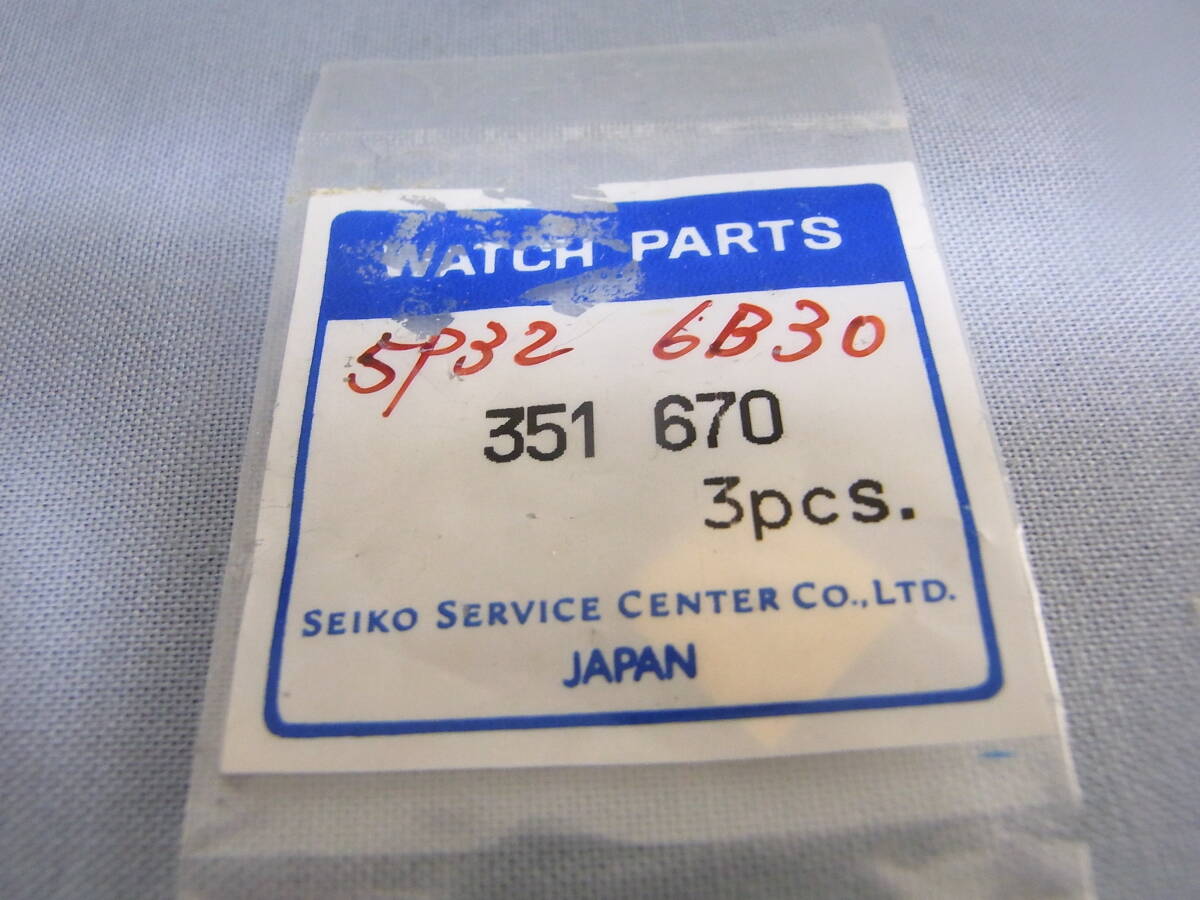 WATCH PARTS
5P32 6B30
351 670
3pcs.
SEIKO SERVICE CENTER CO.,LTD.
JAPAN